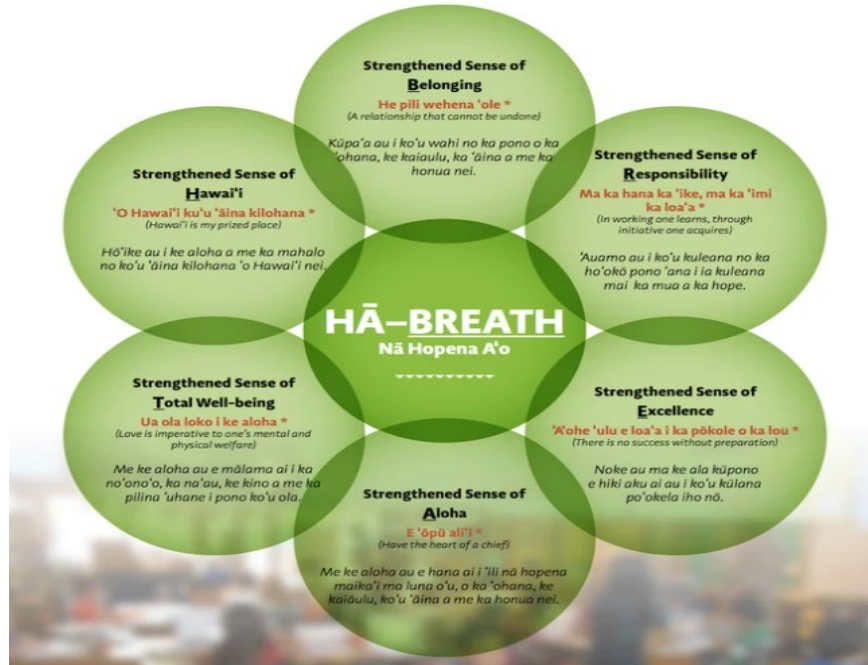 Strengthened Sense of
Belonging
He pili wehena ʻole *
(A relationship that cannot be undone)
Kūpaʻa au i koʻu wahi no ka pono o ka
ʻohana, ke kaiaulu, ka ʻāina a me ka
honua nei.
Strengthened Sense of
Responsibility
Ma ka hana ka ʻike, ma ka ʻimi
ka loaʻa *
(In working one learns, through
initiative one acquires)
ʻAuamo au i koʻu kuleana no ka
hoʻokō pono ʻana i ia kuleana
mai ka mua a ka hope.
Strengthened Sense of
Excellence
ʻAʻohe ʻulu e loaʻa i ka pōkole o ka lou *
(There is no success without preparation)
Noke au ma ke ala kūpono
e hiki aku ai au i koʻu kūlana
poʻokela iho nō.
Strengthened Sense of
Aloha
E ʻōpū aliʻi *
(Have the heart of a chief)
Me ke aloha au e hana ai i ʻili nā hopena
maikaʻi ma luna oʻu, o ka ʻohana, ke
kaiāulu, koʻu ʻāina a me ka honua nei.
Strengthened Sense of
Total Well-being
Ua ola loko i ke aloha *
(Love is imperative to one's mental and
physical welfare)
Me ke aloha au e mālama ai i ka
noʻonoʻo, ka naʻau, ke kino a me ka
pilina ʻuhane i pono koʻu ola.
Strengthened Sense of
Hawaiʻi
ʻO Hawaiʻi kuʻu ʻāina kilohana *
(Hawaiʻi is my prized place)
Hōʻike au i ke aloha a me ka mahalo
no koʻu ʻāina kilohana ʻo Hawaiʻi nei.
HĀ–BREATH
Nā Hopena Aʻo